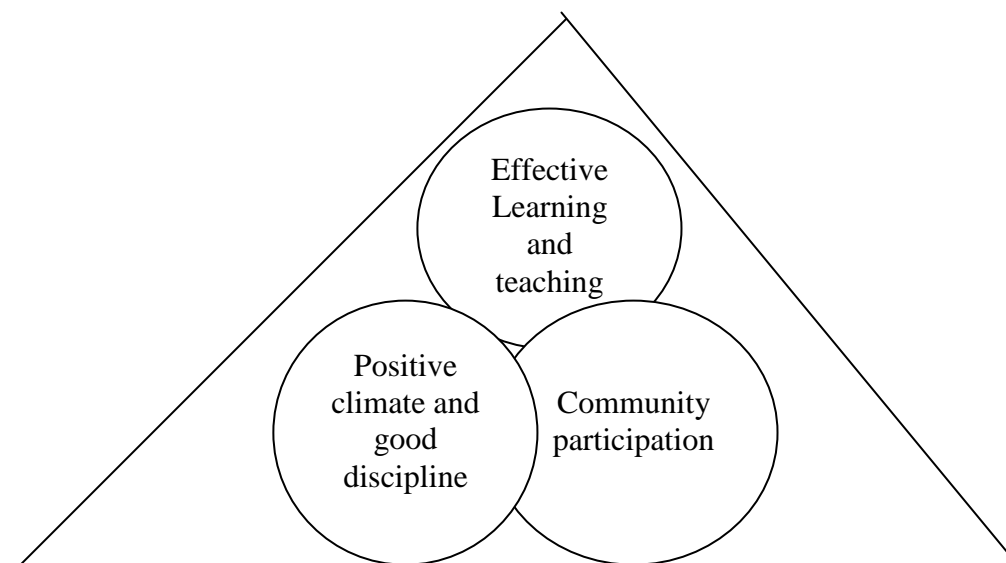 Effective
Learning
and
teaching
Positive
climate and
good
discipline
Community
participation